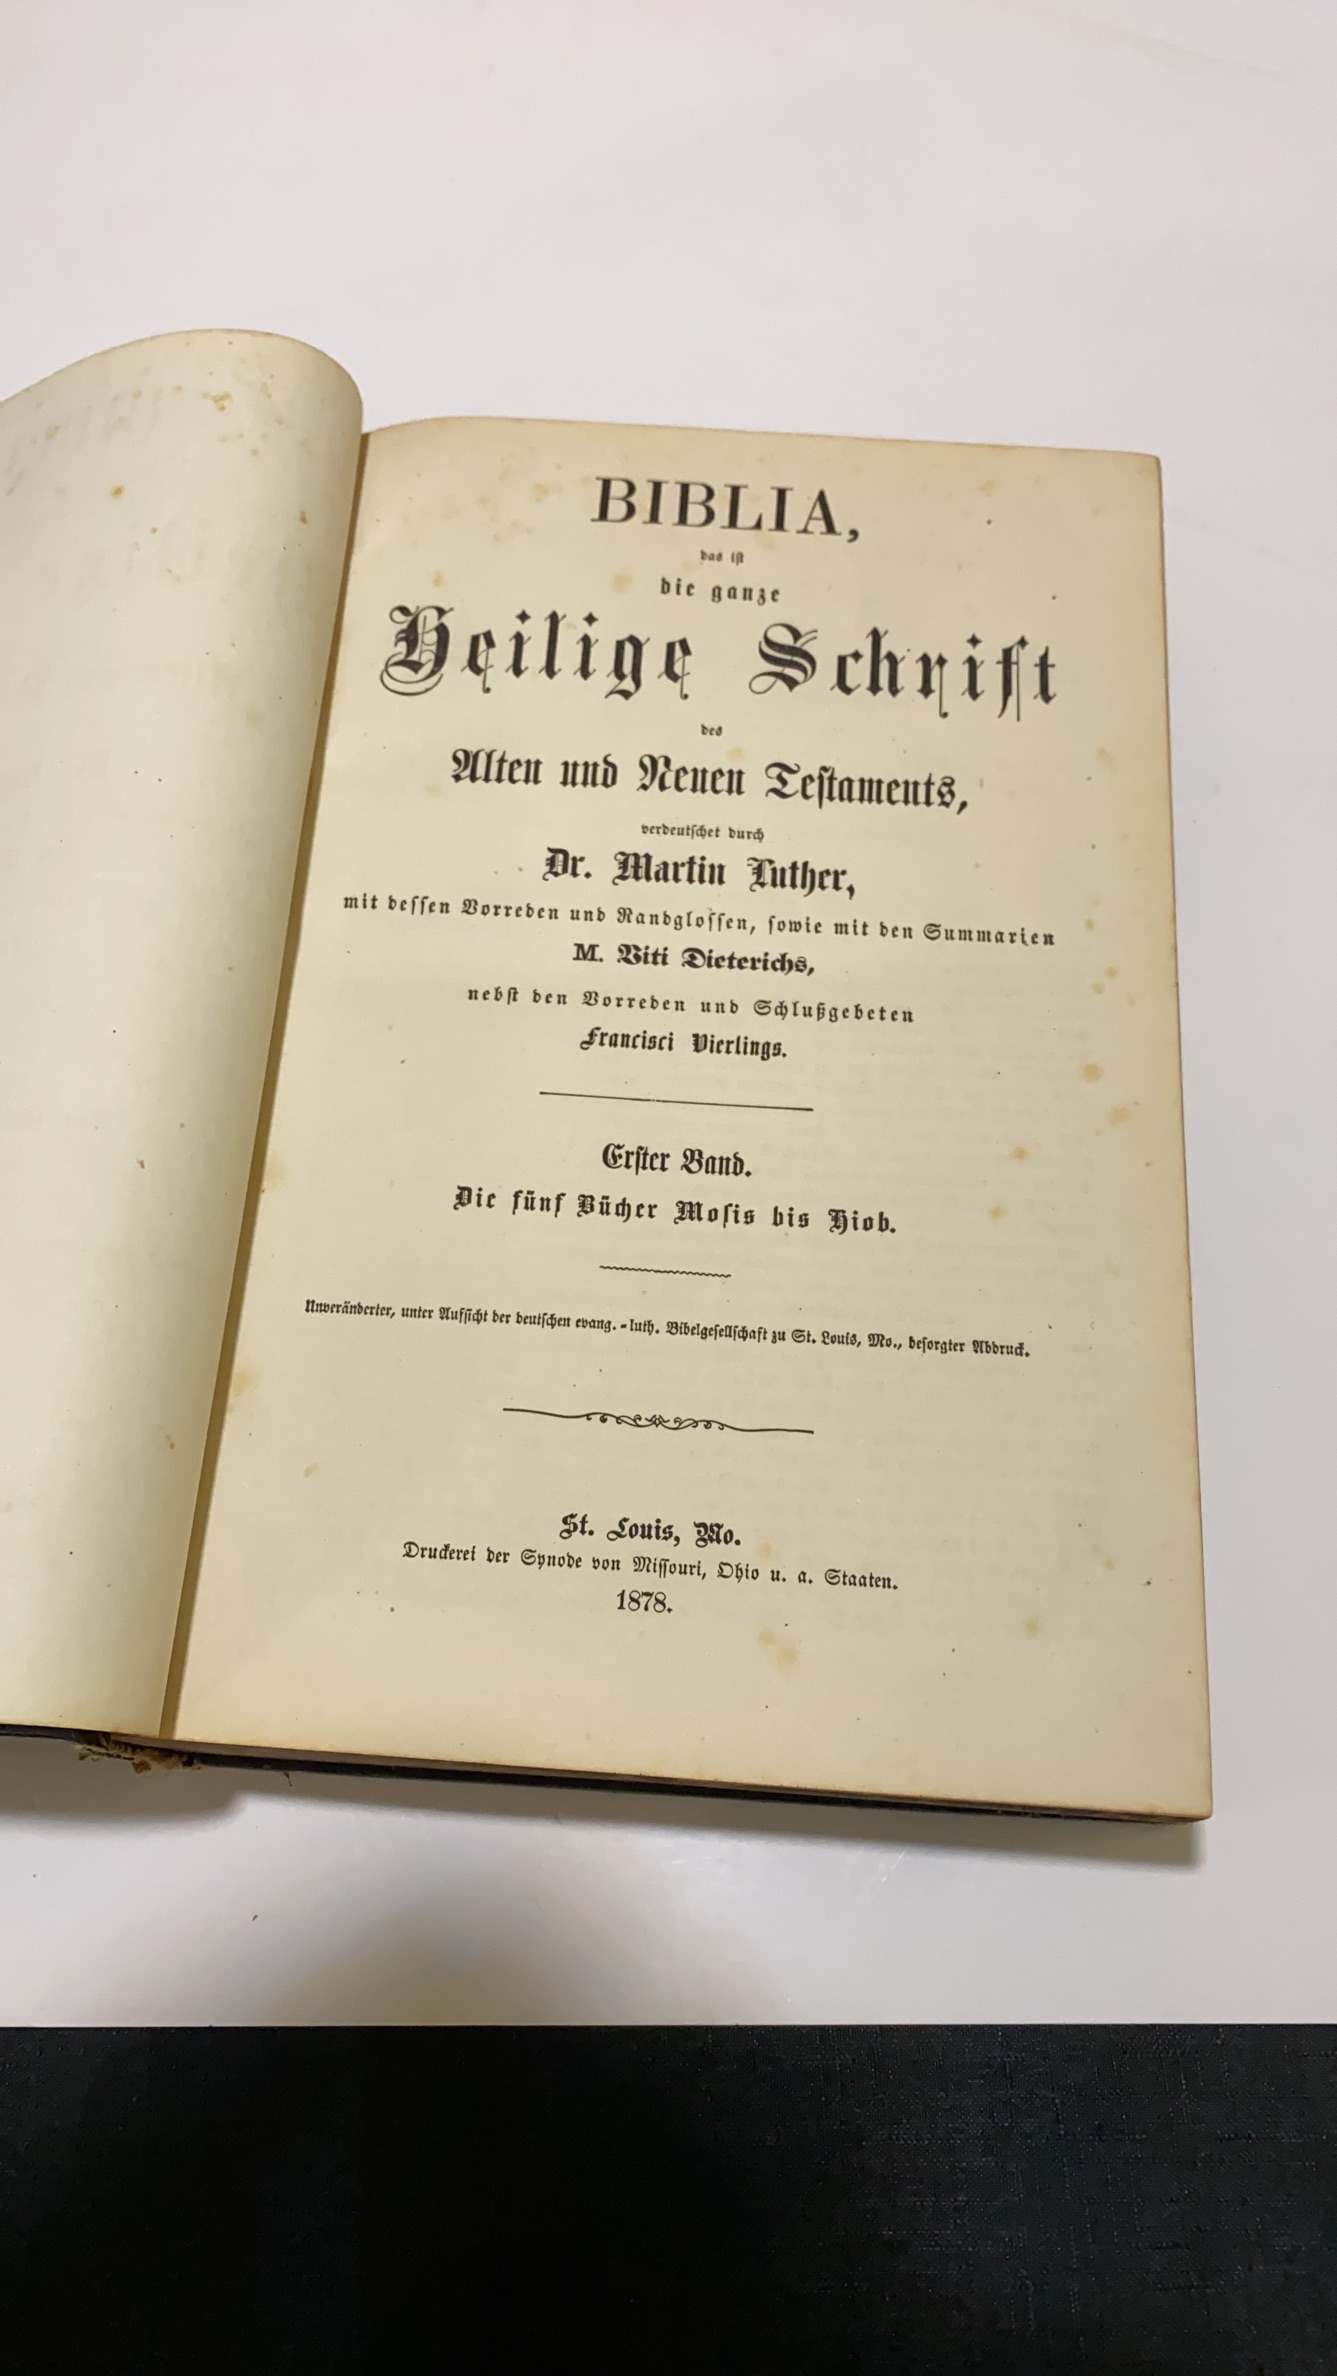 BIBLIA,
das ist
die ganze
Heilige Schrift
des
Alten und Neuen Testaments,
verdeutschet durch
Dr. Martin Luther,
mit dessen Vorreden und Randglossen, sowie mit den Summarien
M. Viti Dieterichs,
nebst den Vorreden und Schlußgebeten
Francisci Vierlings.
Erster Band.
Die fünf Bücher Mosis bis Hiob.
Unveränderter, unter Aufsicht der deutschen evang.-luth. Bibelgesellschaft zu St. Louis, Mo., besorgter Abdruck.
St. Louis, Mo.
Druckerei der Synode von Missouri, Ohio u. a. Staaten.
1878.